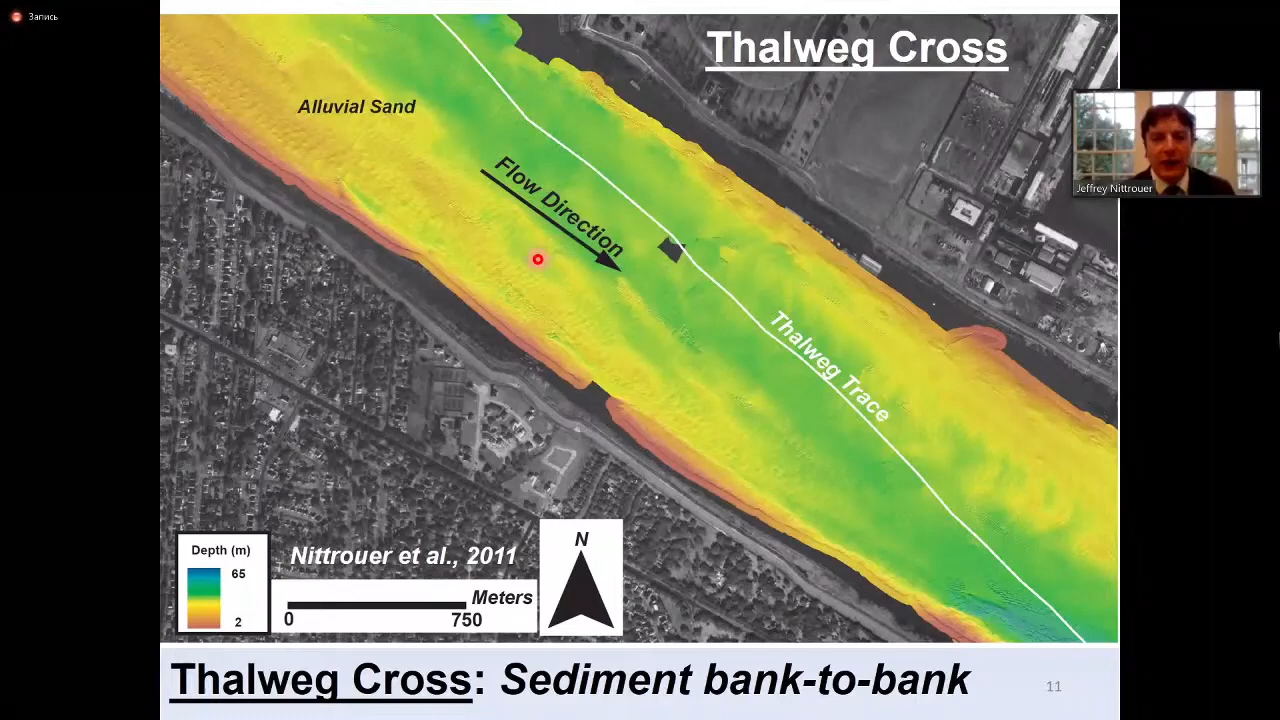 Запись
Thalweg Cross
Alluvial Sand
Flow Direction
Jeffrey Nittrouer
Thalweg Trace
Depth (m)
65
2
Nittrouer et al., 2011
Meters
0 750
N
Thalweg Cross: Sediment bank-to-bank
11